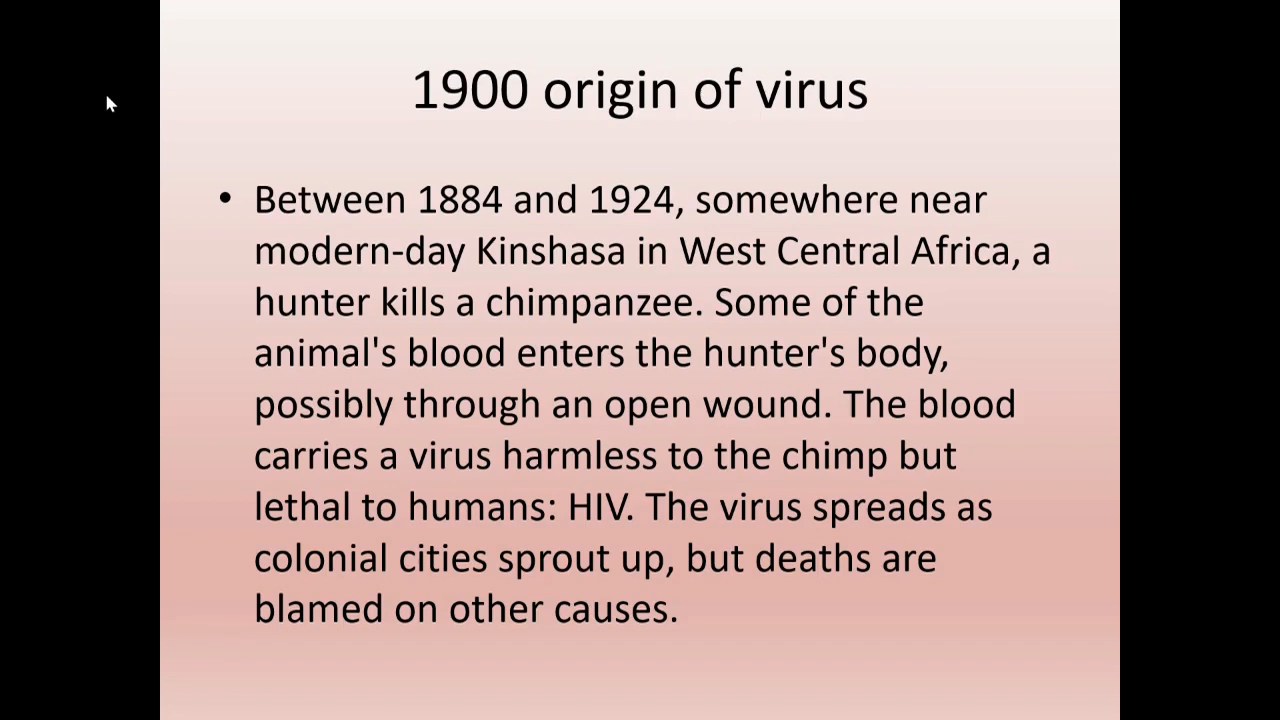 1900 origin of virus
• Between 1884 and 1924, somewhere near
modern-day Kinshasa in West Central Africa, a
hunter kills a chimpanzee. Some of the
animal's blood enters the hunter's body,
possibly through an open wound. The blood
carries a virus harmless to the chimp but
lethal to humans: HIV. The virus spreads as
colonial cities sprout up, but deaths are
blamed on other causes.